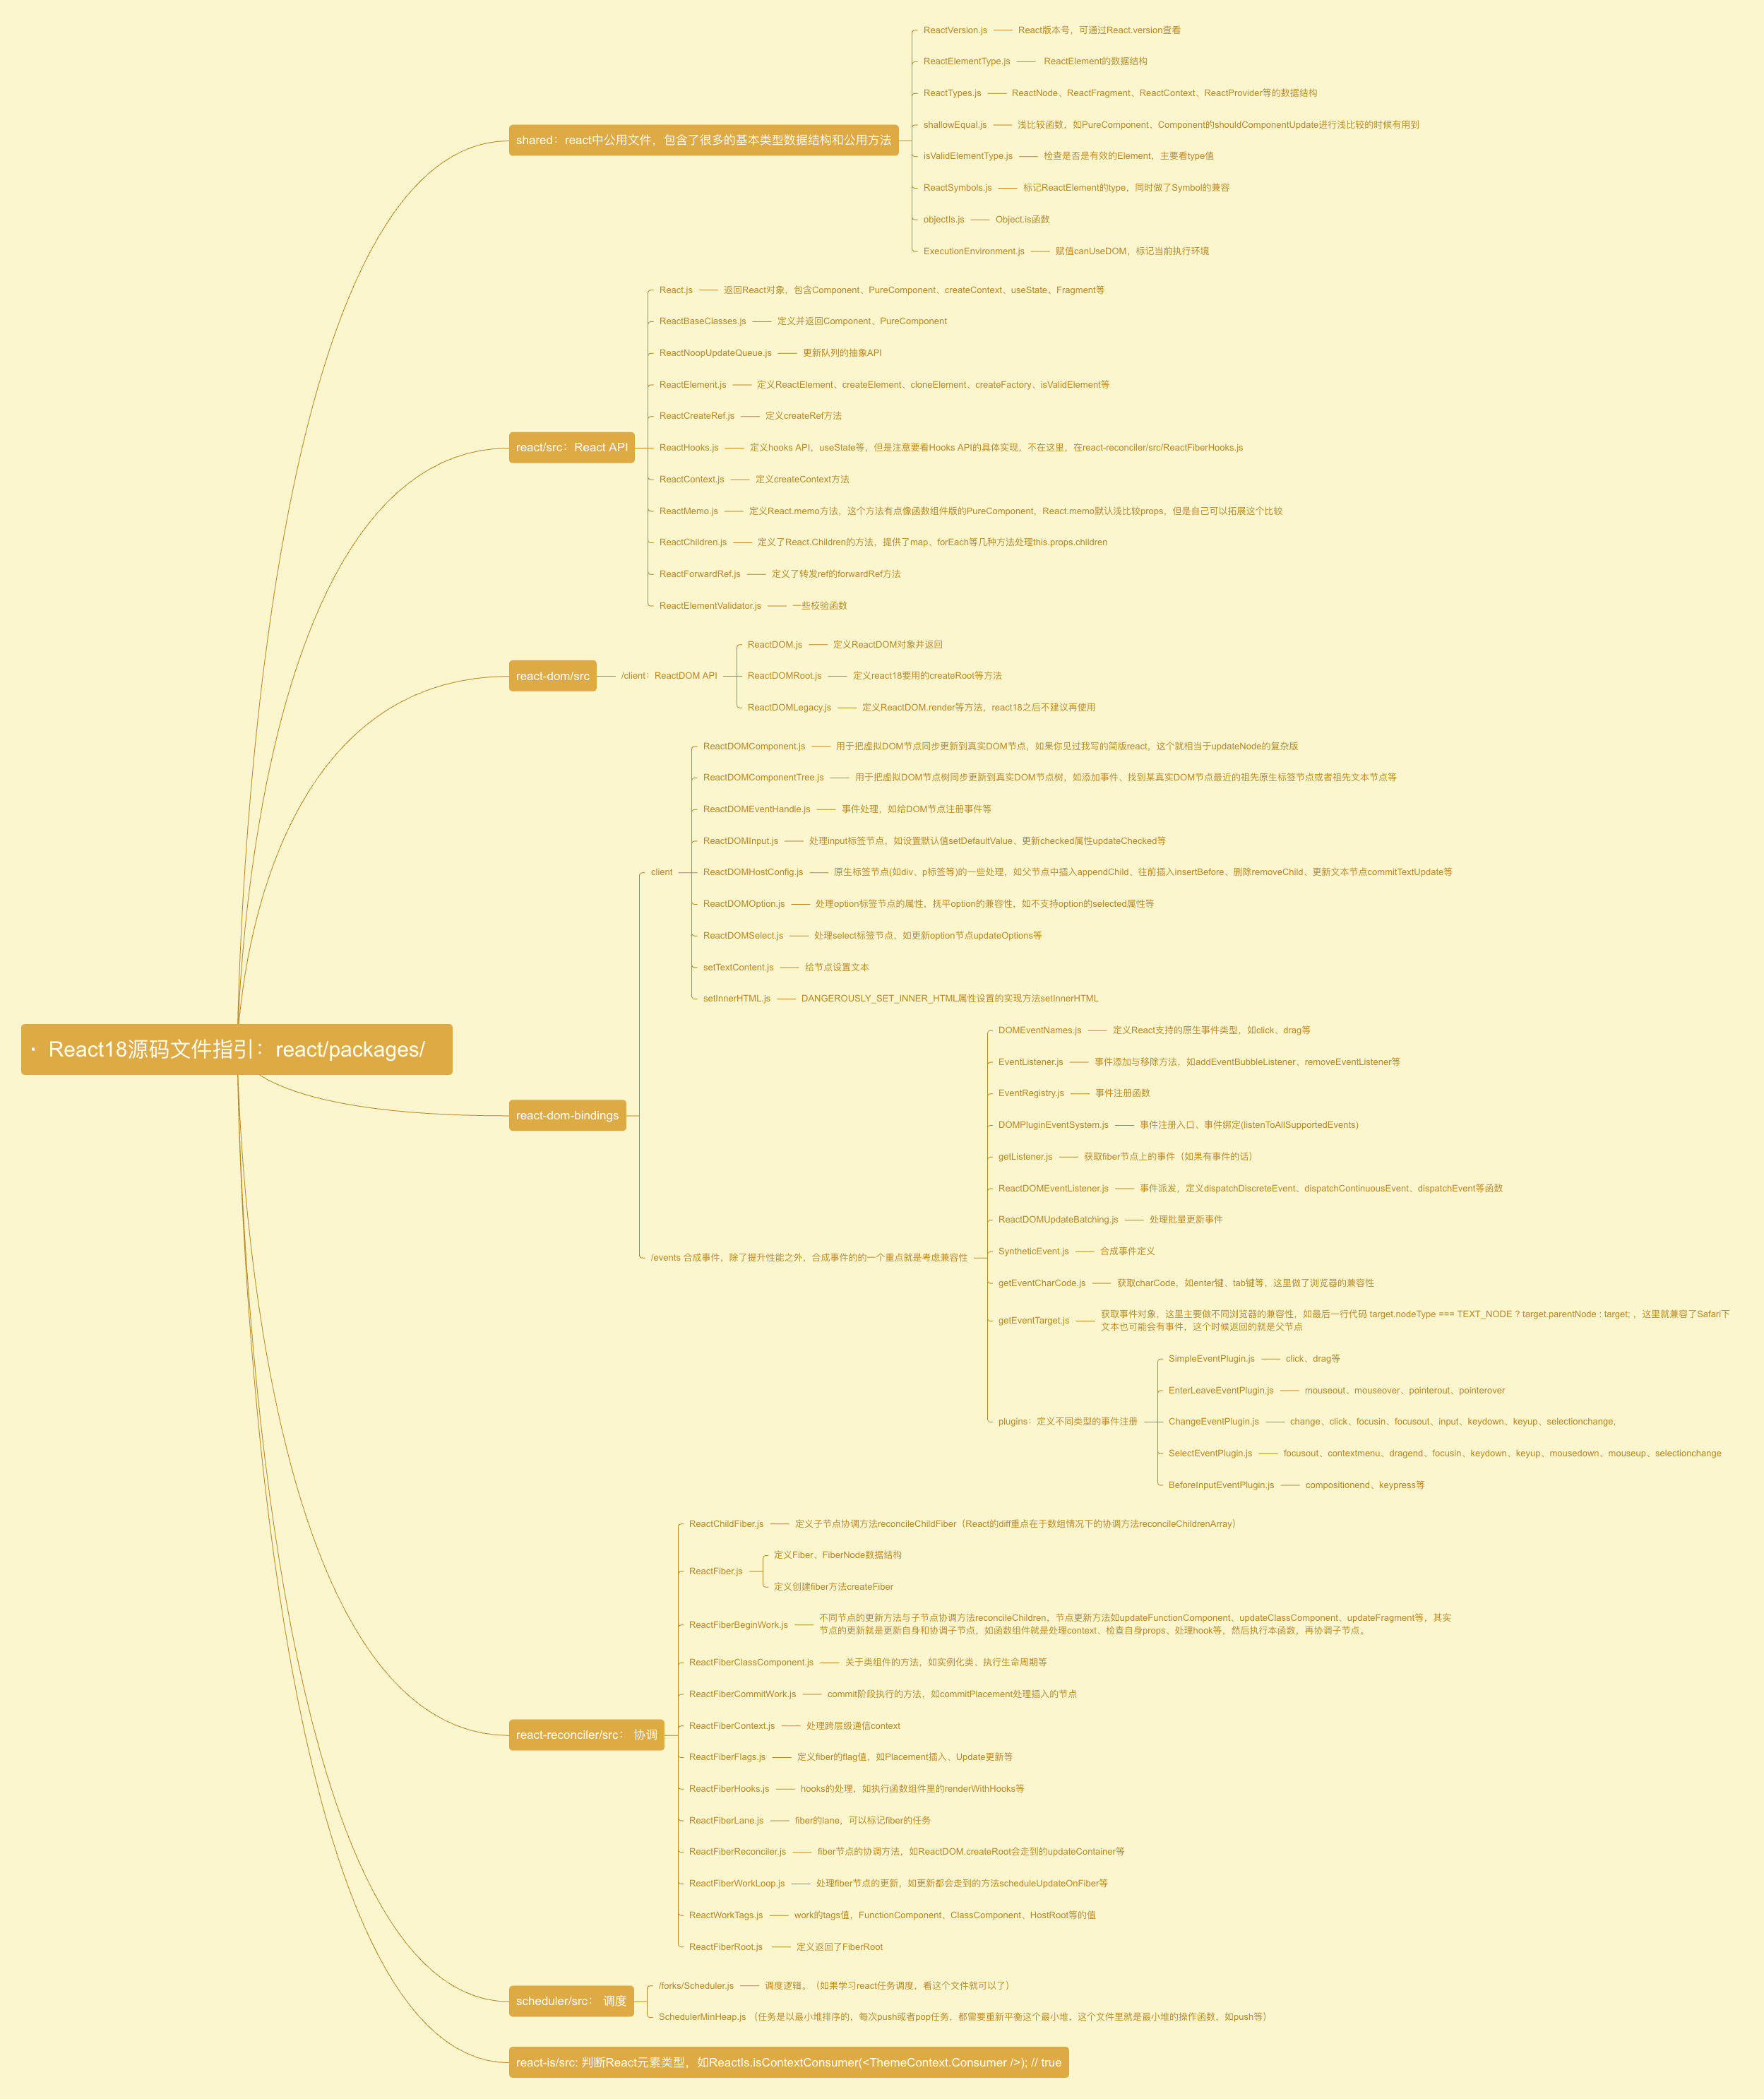 · React18源码文件指引：react/packages/
shared：react中公用文件，包含了很多的基本类型数据结构和公用方法
ReactVersion.js
React版本号，可通过React.version查看
ReactElementType.js
ReactElement的数据结构
ReactTypes.js
ReactNode、ReactFragment、ReactContext、ReactProvider等的数据结构
shallowEqual.js
浅比较函数，如PureComponent、Component的shouldComponentUpdate进行浅比较的时候有用到
isValidElementType.js
检查是否是有效的Element，主要看type值
ReactSymbols.js
标记ReactElement的type，同时做了Symbol的兼容
objectIs.js
Object.is函数
ExecutionEnvironment.js
赋值canUseDOM，标记当前执行环境
react/src：React API
React.js
返回React对象，包含Component、PureComponent、createContext、useState、Fragment等
ReactBaseClasses.js
定义并返回Component、PureComponent
ReactNoopUpdateQueue.js
更新队列的抽象API
ReactElement.js
定义ReactElement、createElement、cloneElement、createFactory、isValidElement等
ReactCreateRef.js
定义createRef方法
ReactHooks.js
定义hooks API，useState等，但是注意要看Hooks API的具体实现，不在这里，在react-reconciler/src/ReactFiberHooks.js
ReactContext.js
定义createContext方法
ReactMemo.js
定义React.memo方法，这个方法有点像函数组件版的PureComponent，React.memo默认浅比较props，但是自己可以拓展这个比较
ReactChildren.js
定义了React.Children的方法，提供了map、forEach等几种方法处理this.props.children
ReactForwardRef.js
定义了转发ref的forwardRef方法
ReactElementValidator.js
一些校验函数
react-dom/src
/client：ReactDOM API
ReactDOM.js
定义ReactDOM对象并返回
ReactDOMRoot.js
定义react18要用的createRoot等方法
ReactDOMLegacy.js
定义ReactDOM.render等方法，react18之后不建议再使用
react-dom-bindings
client
ReactDOMComponent.js
用于把虚拟DOM节点同步更新到真实DOM节点，如果你见过我写的简版react，这个就相当于updateNode的复杂版
ReactDOMComponentTree.js
用于把虚拟DOM节点树同步更新到真实DOM节点树，如添加事件、找到某真实DOM节点最近的祖先原生标签节点或者祖先文本节点等
ReactDOMEventHandle.js
事件处理，如给DOM节点注册事件等
ReactDOMInput.js
处理input标签节点，如设置默认值setDefaultValue、更新checked属性updateChecked等
ReactDOMHostConfig.js
原生标签节点(如div、p标签等)的一些处理，如父节点中插入appendChild、往前插入insertBefore、删除removeChild、更新文本节点commitTextUpdate等
ReactDOMOption.js
处理option标签节点的属性，抚平option的兼容性，如不支持option的selected属性等
ReactDOMSelect.js
处理select标签节点，如更新option节点updateOptions等
setTextContent.js
给节点设置文本
setInnerHTML.js
DANGEROUSLY_SET_INNER_HTML属性设置的实现方法setInnerHTML
/events 合成事件，除了提升性能之外，合成事件的的一个重点就是考虑兼容性
DOMEventNames.js
定义React支持的原生事件类型，如click、drag等
EventListener.js
事件添加与移除方法，如addEventBubbleListener、removeEventListener等
EventRegistry.js
事件注册函数
DOMPluginEventSystem.js
事件注册入口、事件绑定(listenToAllSupportedEvents)
getListener.js
获取fiber节点上的事件（如果有事件的话）
ReactDOMEventListener.js
事件派发，定义dispatchDiscreteEvent、dispatchContinuousEvent、dispatchEvent等函数
ReactDOMUpdateBatching.js
处理批量更新事件
SyntheticEvent.js
合成事件定义
getEventCharCode.js
获取charCode，如enter键、tab键等，这里做了浏览器的兼容性
getEventTarget.js
获取事件对象，这里主要做不同浏览器的兼容性，如最后一行代码 target.nodeType === TEXT_NODE ? target.parentNode : target; ，这里就兼容了Safari下
文本也可能会有事件，这个时候返回的就是父节点
plugins：定义不同类型的事件注册
SimpleEventPlugin.js
click、drag等
EnterLeaveEventPlugin.js
mouseout、mouseover、pointerout、pointerover
ChangeEventPlugin.js
change、click、focusin、focusout、input、keydown、keyup、selectionchange,
SelectEventPlugin.js
focusout、contextmenu、dragend、focusin、keydown、keyup、mousedown、mouseup、selectionchange
BeforeInputEventPlugin.js
compositionend、keypress等
react-reconciler/src： 协调
ReactChildFiber.js
定义子节点协调方法reconcileChildFiber（React的diff重点在于数组情况下的协调方法reconcileChildrenArray）
ReactFiber.js
定义Fiber、FiberNode数据结构
定义创建fiber方法createFiber
ReactFiberBeginWork.js
不同节点的更新方法与子节点协调方法reconcileChildren，节点更新方法如updateFunctionComponent、updateClassComponent、updateFragment等，其实
节点的更新就是更新自身和协调子节点，如函数组件就是处理context、检查自身props、处理hook等，然后执行本函数，再协调子节点。
ReactFiberClassComponent.js
关于类组件的方法，如实例化类、执行生命周期等
ReactFiberCommitWork.js
commit阶段执行的方法，如commitPlacement处理插入的节点
ReactFiberContext.js
处理跨层级通信context
ReactFiberFlags.js
定义fiber的flag值，如Placement插入、Update更新等
ReactFiberHooks.js
hooks的处理，如执行函数组件里的renderWithHooks等
ReactFiberLane.js
fiber的lane，可以标记fiber的任务
ReactFiberReconciler.js
fiber节点的协调方法，如ReactDOM.createRoot会走到的updateContainer等
ReactFiberWorkLoop.js
处理fiber节点的更新，如更新都会走到的方法scheduleUpdateOnFiber等
ReactWorkTags.js
work的tags值，FunctionComponent、ClassComponent、HostRoot等的值
ReactFiberRoot.js
定义返回了FiberRoot
scheduler/src： 调度
/forks/Scheduler.js
调度逻辑。（如果学习react任务调度，看这个文件就可以了）
SchedulerMinHeap.js （任务是以最小堆排序的，每次push或者pop任务，都需要重新平衡这个最小堆，这个文件里就是最小堆的操作函数，如push等）
react-is/src: 判断React元素类型，如ReactIs.isContextConsumer(<ThemeContext.Consumer />); // true